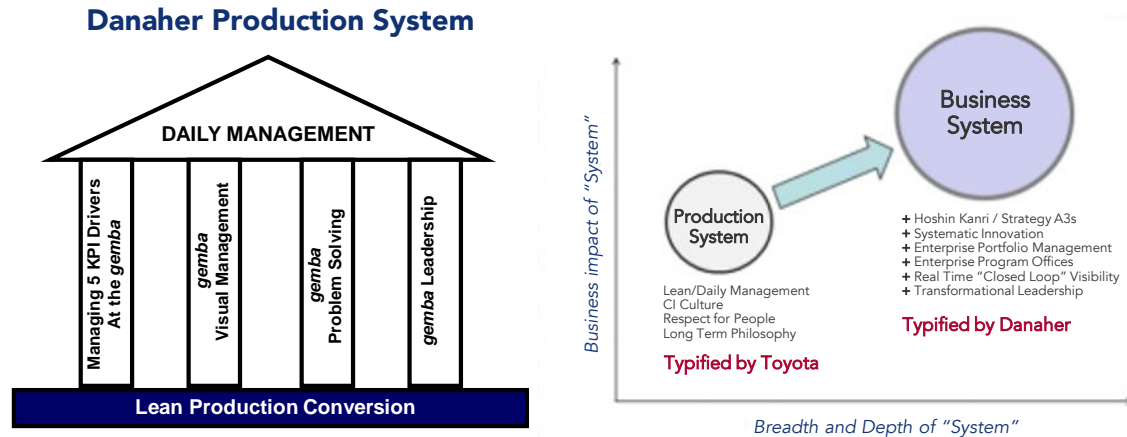 Danaher Production System
DAILY MANAGEMENT
Managing 5 KPI Drivers
At the gemba
gemba
Visual Management
gemba
Problem Solving
gemba Leadership
Lean Production Conversion
Business impact of “System”
Business
System
Production
System
+ Hoshin Kanri / Strategy A3s
+ Systematic Innovation
+ Enterprise Portfolio Management
+ Enterprise Program Offices
+ Real Time “Closed Loop” Visibility
+ Transformational Leadership
Typified by Danaher
Lean/Daily Management
CI Culture
Respect for People
Long Term Philosophy
Typified by Toyota
Breadth and Depth of “System”